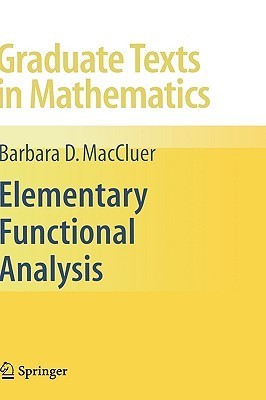 Graduate Texts
in Mathematics
Barbara D. MacCluer
Elementary
Functional
Analysis
Springer